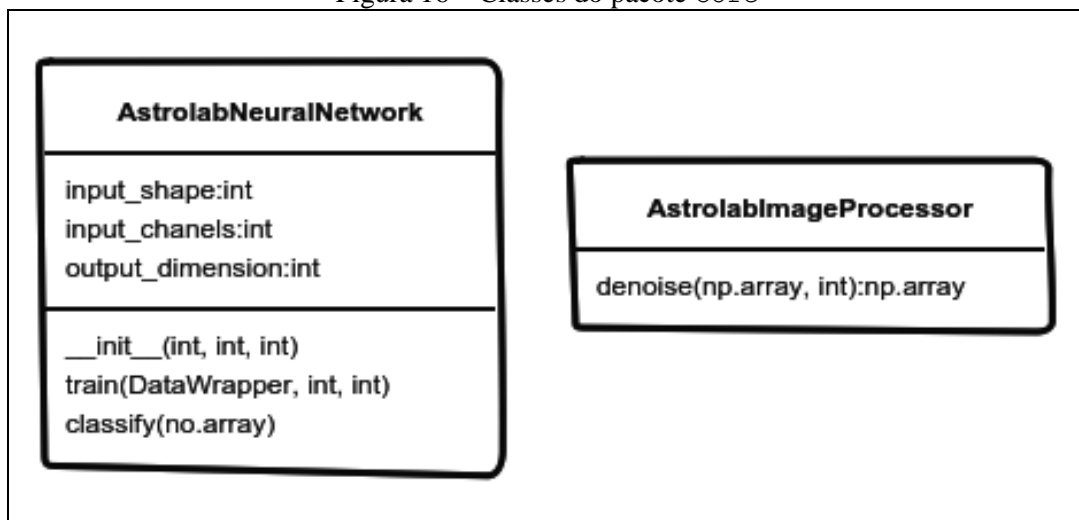 AstrolabNeuralNetwork
input_shape:int
input_chanels:int
output_dimension:int
__init__(int, int, int)
train(DataWrapper, int, int)
classify(no.array)
AstrolabImageProcessor
denoise(np.array, int):np.array